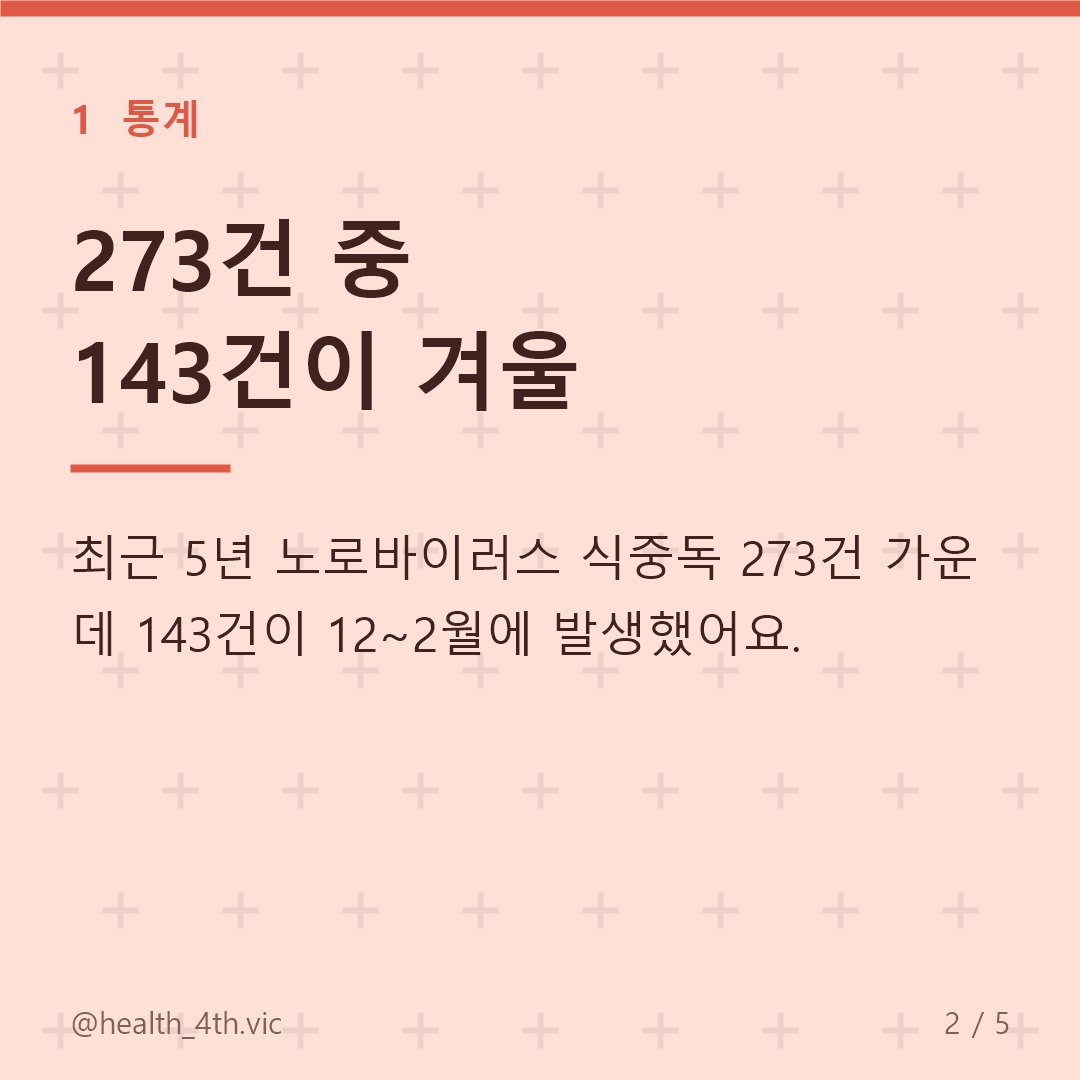 1 통계
273건 중
143건이 겨울
최근 5년 노로바이러스 식중독 273건 가운
데 143건이 12~2월에 발생했어요.
@health_4th.vic
2 / 5